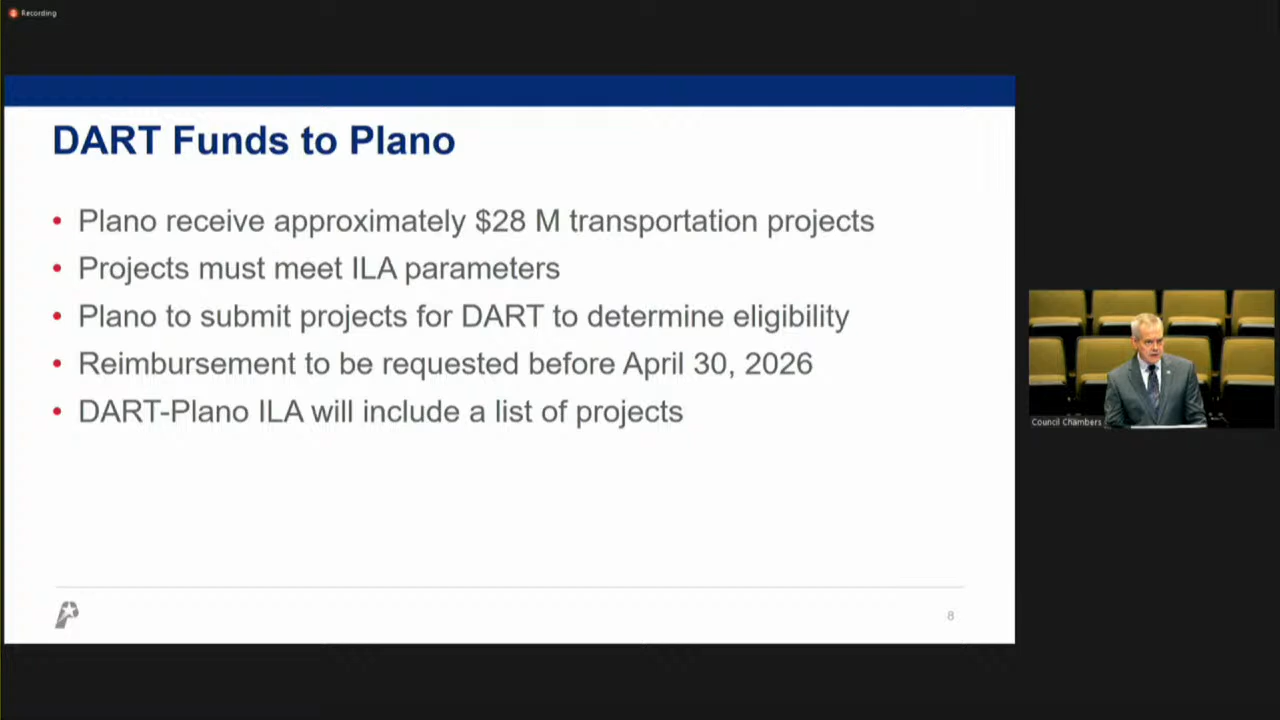 Recording
DART Funds to Plano
• Plano receive approximately $28 M transportation projects
• Projects must meet ILA parameters
• Plano to submit projects for DART to determine eligibility
• Reimbursement to be requested before April 30, 2026
• DART-Plano ILA will include a list of projects
Council Chambers
8